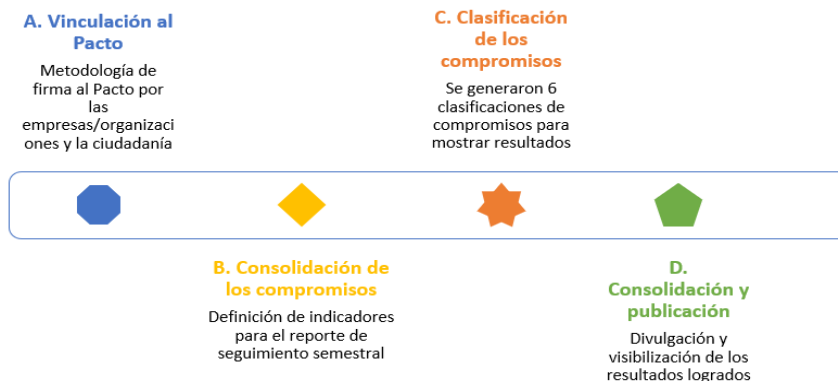 A. Vinculación al
Pacto
Metodología de
firma al Pacto por
las
empresas/organizaci
ones y la ciudadanía
C. Clasificación
de los
compromisos
Se generaron 6
clasificaciones de
compromisos para
mostrar resultados
B. Consolidación de
los compromisos
Definición de indicadores
para el reporte de
seguimiento semestral
D.
Consolidación y
publicación
Divulgación y
visibilización de los
resultados logrados